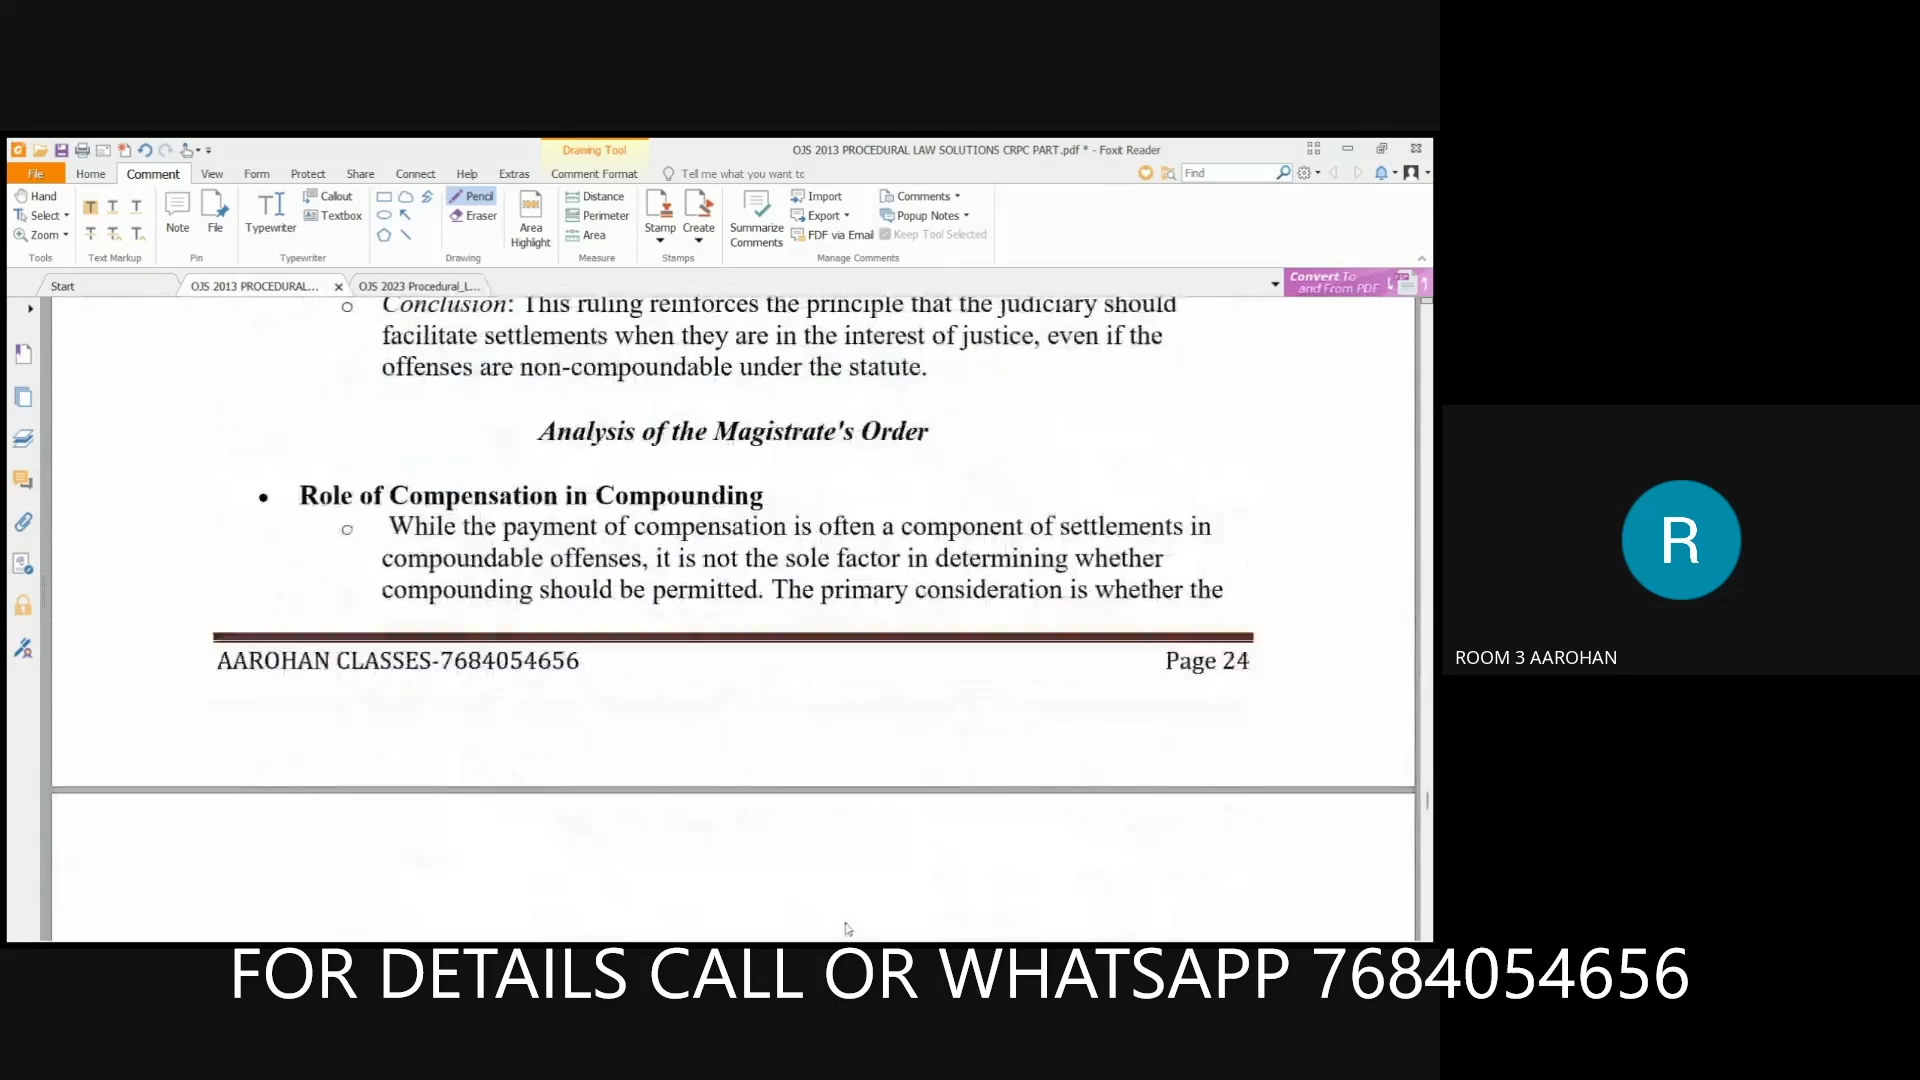 Drawing Tool
OJS 2013 PROCEDURAL LAW SOLUTIONS CRPC PART.pdf * - Foxit Reader
File Home Comment View Form Protect Share Connect Help Extras Comment Format Tell me what you want to Find
Hand
Select
Zoom
Tools
Text Markup
Note File
Pin
Typewriter Callout
Textbox
Typewriter
Pencil
Eraser
Drawing
Area
Highlight
Distance
Perimeter
Area
Measure
Stamp Create
Stamps
Summarize
Comments
Import
Export
FDF via Email
Comments
Popup Notes
Keep Tool Selected
Manage Comments
Start OJS 2013 PROCEDURAL... OJS 2023 Procedural_L...
Convert To
and From PDF
Conclusion: This ruling reinforces the principle that the judiciary should
facilitate settlements when they are in the interest of justice, even if the
offenses are non-compoundable under the statute.
Analysis of the Magistrate's Order
• Role of Compensation in Compounding
While the payment of compensation is often a component of settlements in
compoundable offenses, it is not the sole factor in determining whether
compounding should be permitted. The primary consideration is whether the
AAROHAN CLASSES-7684054656 Page 24
R
ROOM 3 AAROHAN
FOR DETAILS CALL OR WHATSAPP 7684054656